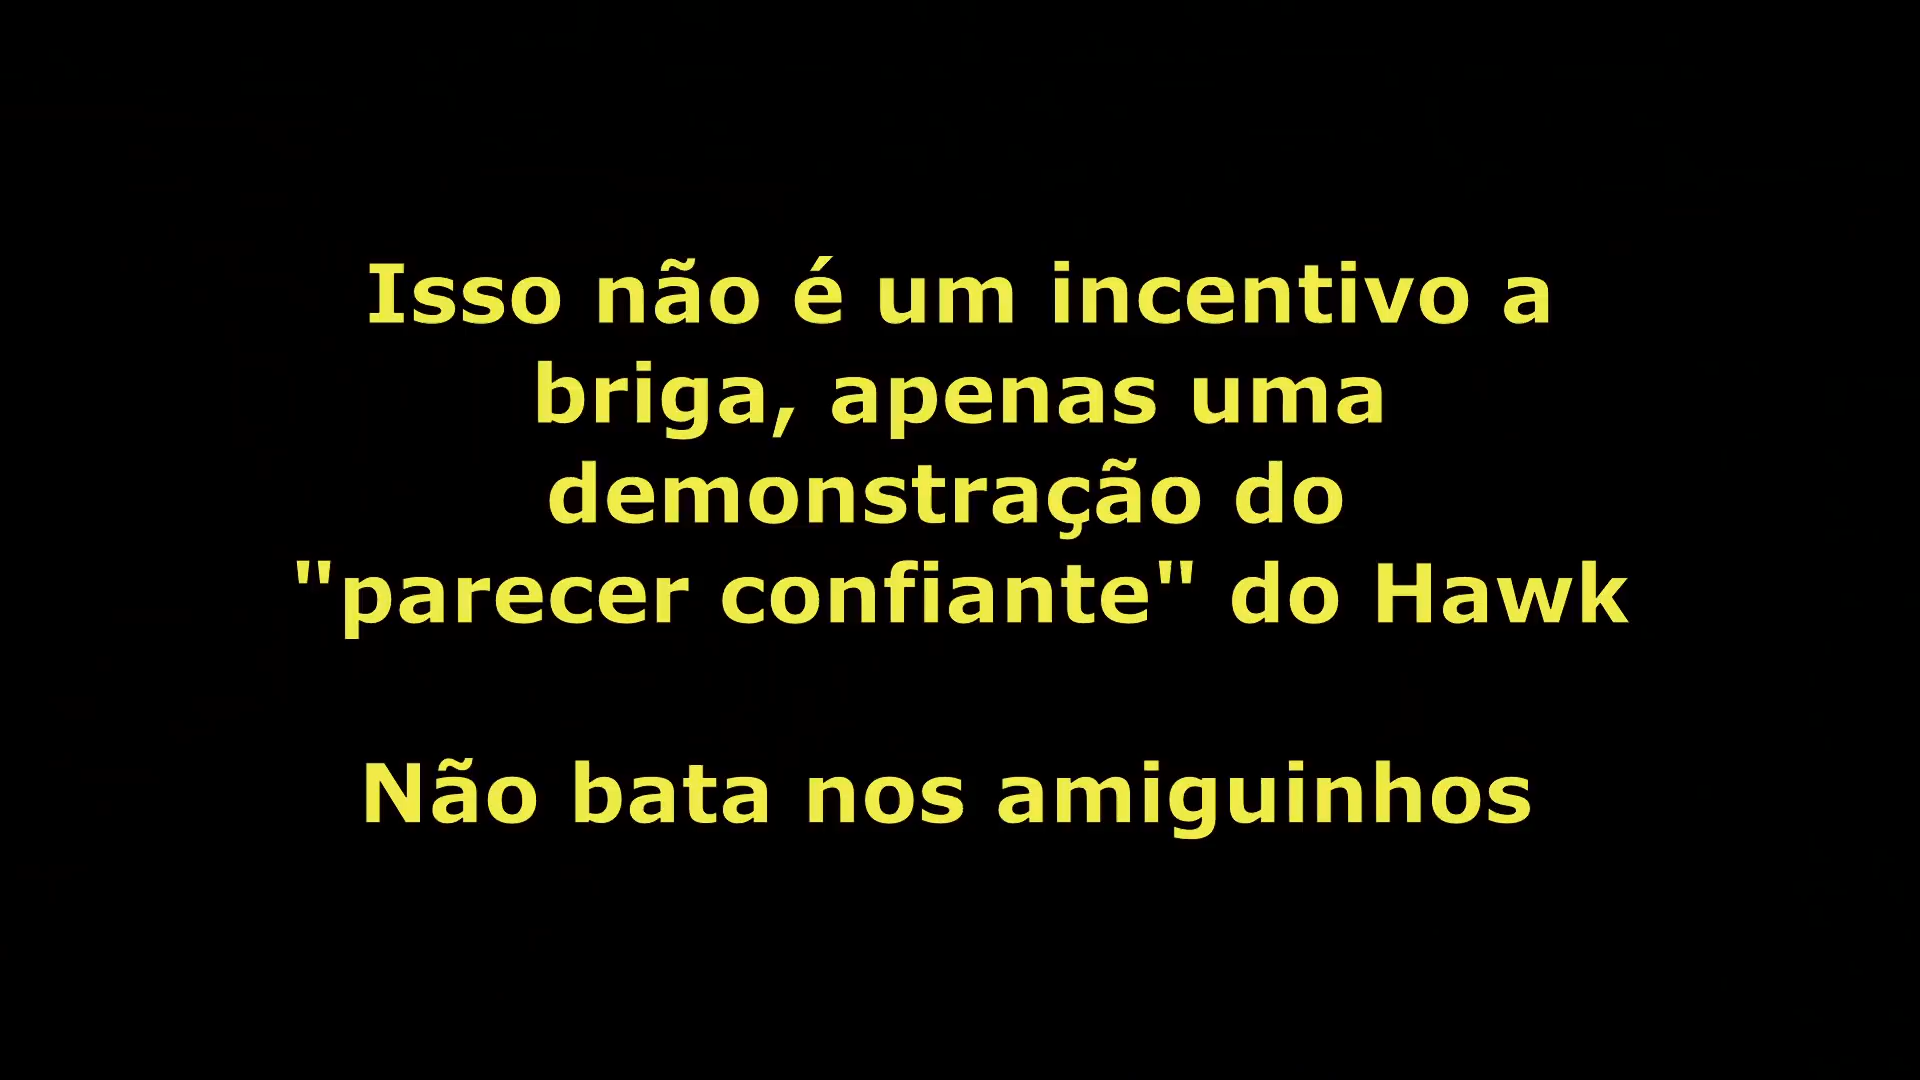 Isso não é um incentivo a
briga, apenas uma
demonstração do
"parecer confiante" do Hawk
Não bata nos amiguinhos